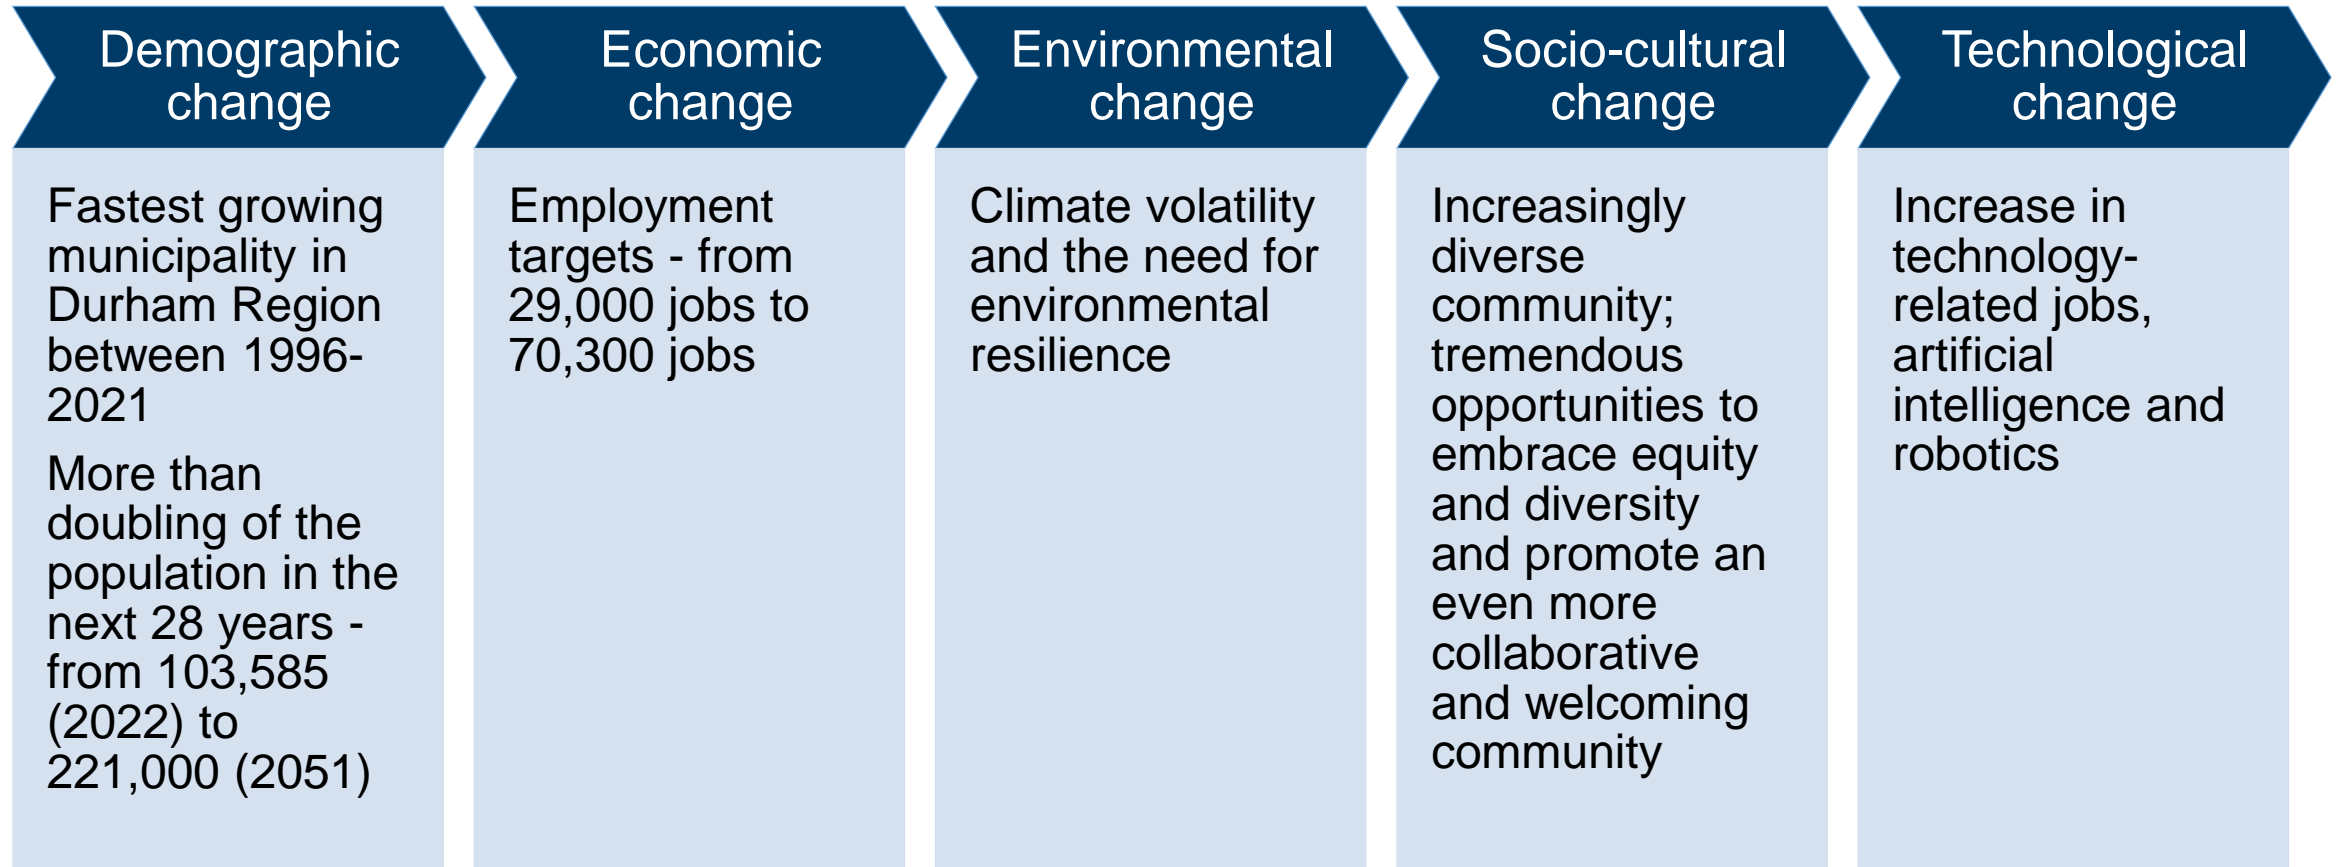 Demographic
change
Fastest growing
municipality in
Durham Region
between 1996-
2021
More than
doubling of the
population in the
next 28 years -
from 103,585
(2022) to
221,000 (2051)
Economic
change
Employment
targets - from
29,000 jobs to
70,300 jobs
Environmental
change
Climate volatility
and the need for
environmental
resilience
Socio-cultural
change
Increasingly
diverse
community;
tremendous
opportunities to
embrace equity
and diversity
and promote an
even more
collaborative
and welcoming
community
Technological
change
Increase in
technology-
related jobs,
artificial
intelligence and
robotics